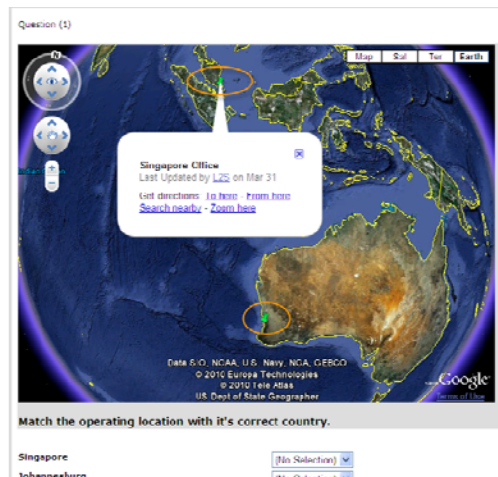 Question (1)
N
Map Sat Ter Earth
Singapore Office
Last Updated by L2S on Mar 31
Get directions To here - From here
Search nearby - Zoom here
Data SIO, NOAA, U.S. Navy, NGA, GEBCO
© 2010 Europa Technologies
© 2010 Tele Atlas
US Dept of State Geographer
Google
Terms of Use
Match the operating location with it's correct country.
Singapore (No Selection)
Johannesburg (No Selection)